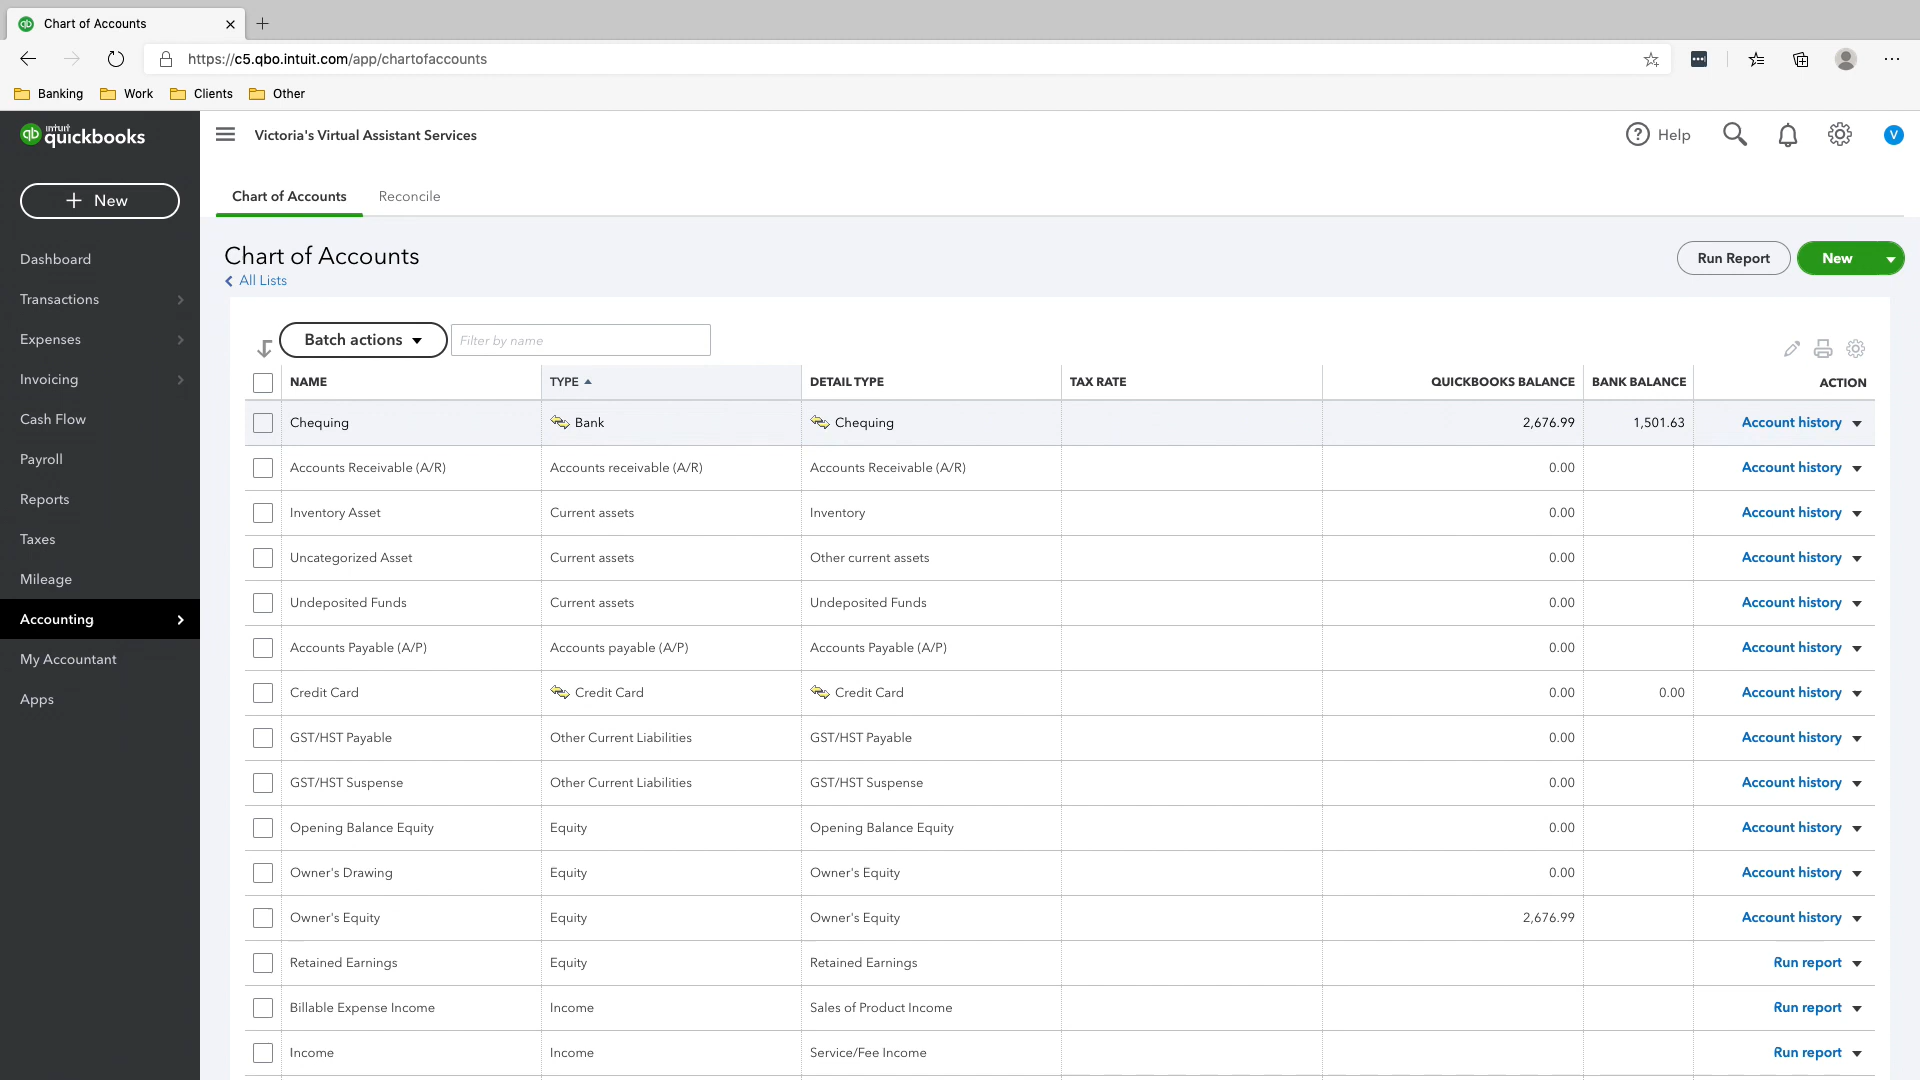 Chart of Accounts
https://c5.qbo.intuit.com/app/chartofaccounts
Banking Work Clients Other
intuit
quickbooks
Victoria's Virtual Assistant Services
Help
V
New
Chart of Accounts Reconcile
Dashboard
Transactions
Expenses
Invoicing
Cash Flow
Payroll
Reports
Taxes
Mileage
Accounting
My Accountant
Apps
Chart of Accounts
All Lists
Run Report New
Batch actions Filter by name
NAME TYPE DETAIL TYPE TAX RATE QUICKBOOKS BALANCE BANK BALANCE ACTION
Chequing Bank Chequing 2,676.99 1,501.63 Account history
Accounts Receivable (A/R) Accounts receivable (A/R) Accounts Receivable (A/R) 0.00 Account history
Inventory Asset Current assets Inventory 0.00 Account history
Uncategorized Asset Current assets Other current assets 0.00 Account history
Undeposited Funds Current assets Undeposited Funds 0.00 Account history
Accounts Payable (A/P) Accounts payable (A/P) Accounts Payable (A/P) 0.00 Account history
Credit Card Credit Card Credit Card 0.00 0.00 Account history
GST/HST Payable Other Current Liabilities GST/HST Payable 0.00 Account history
GST/HST Suspense Other Current Liabilities GST/HST Suspense 0.00 Account history
Opening Balance Equity Equity Opening Balance Equity 0.00 Account history
Owner's Drawing Equity Owner's Equity 0.00 Account history
Owner's Equity Equity Owner's Equity 2,676.99 Account history
Retained Earnings Equity Retained Earnings Run report
Billable Expense Income Income Sales of Product Income Run report
Income Income Service/Fee Income Run report